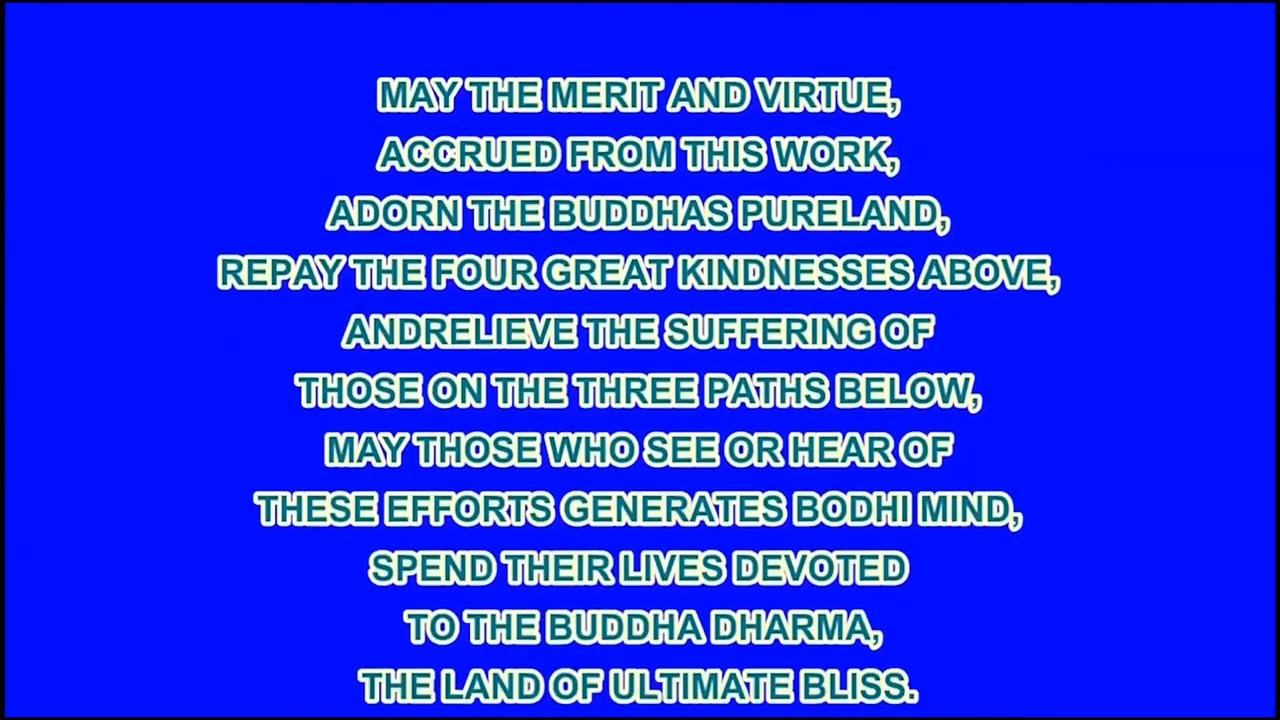 MAY THE MERIT AND VIRTUE,
ACCRUED FROM THIS WORK,
ADORN THE BUDDHAS PURELAND,
REPAY THE FOUR GREAT KINDNESSES ABOVE,
ANDRELIEVE THE SUFFERING OF
THOSE ON THE THREE PATHS BELOW,
MAY THOSE WHO SEE OR HEAR OF
THESE EFFORTS GENERATES BODHI MIND,
SPEND THEIR LIVES DEVOTED
TO THE BUDDHA DHARMA,
THE LAND OF ULTIMATE BLISS.